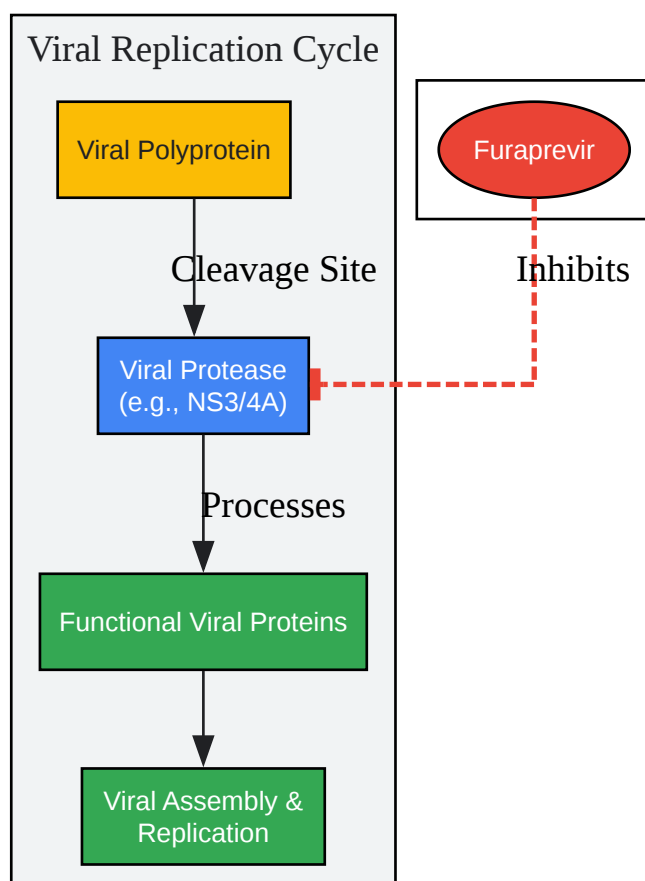 Viral Replication Cycle
Viral Polyprotein
Furaprevir
Cleavage Site
Inhibits
Viral Protease
(e.g., NS3/4A)
Processes
Functional Viral Proteins
Viral Assembly &
Replication